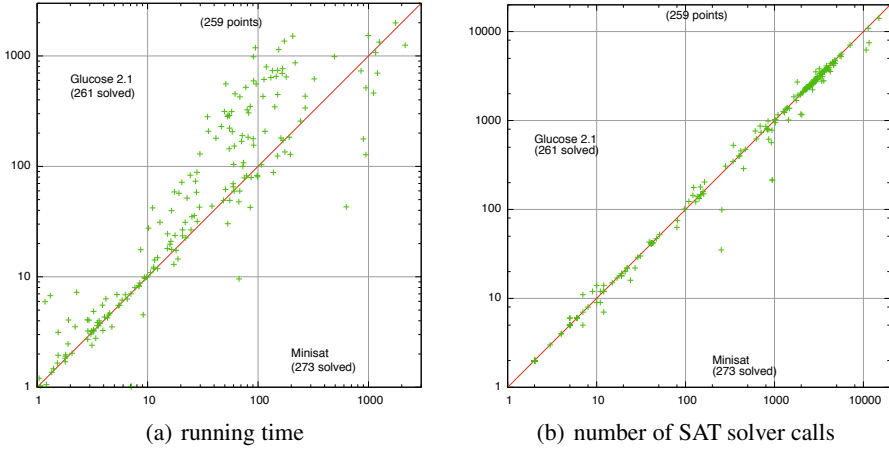 (259 points)
1000
Glucose 2.1
(261 solved)
100
10
Minisat
(273 solved)
1
1 10 100 1000
(a) running time
(259 points)
10000
1000
Glucose 2.1
(261 solved)
100
10
Minisat
(273 solved)
1
1 10 100 1000 10000
(b) number of SAT solver calls